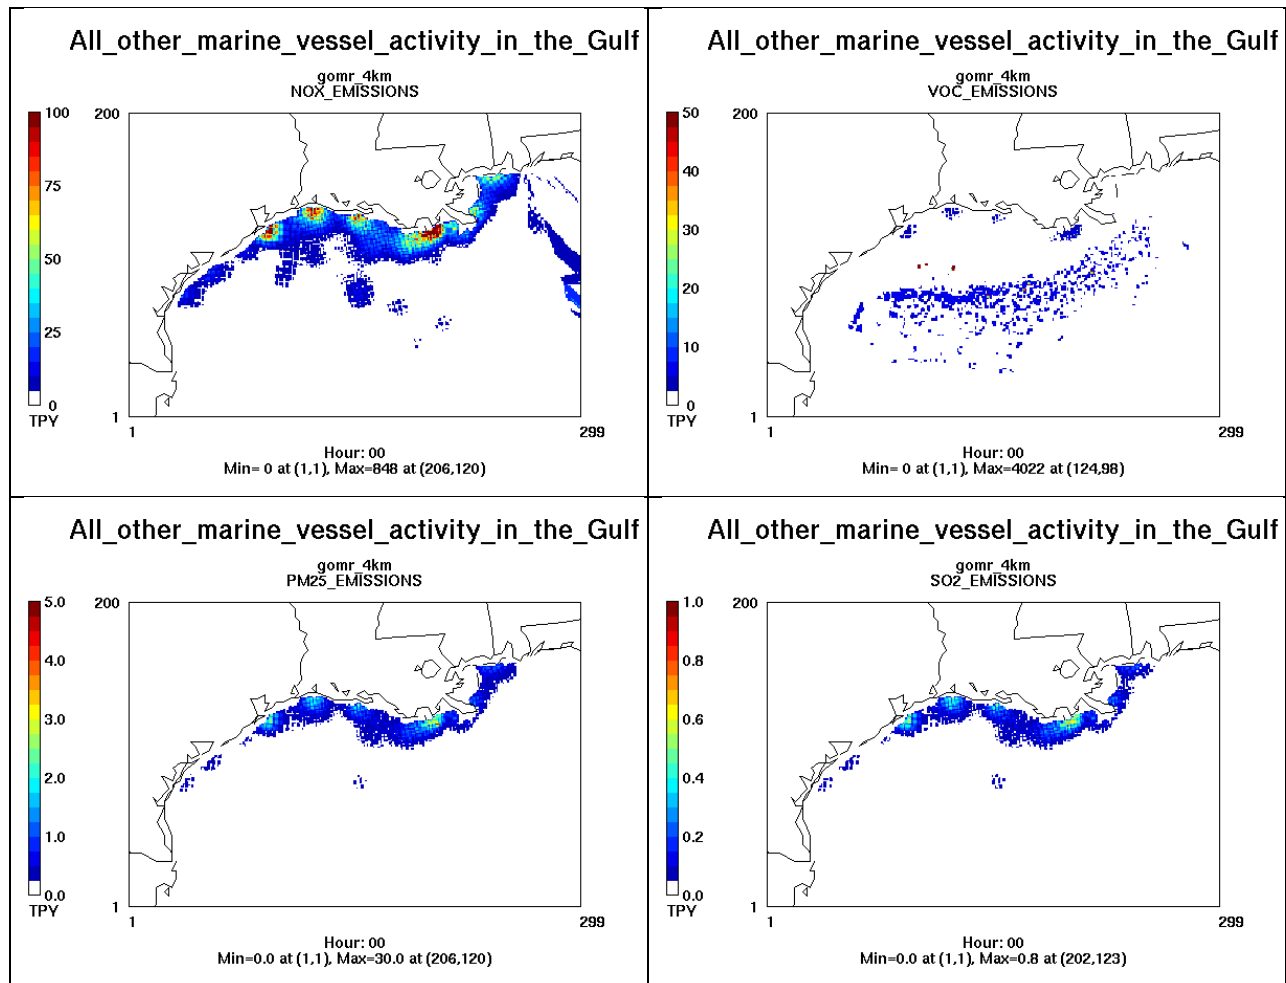 All_other_marine_vessel_activity_in_the_Gulf
gomr_4km
NOX_EMISSIONS
100
75
50
25
0
TPY
200
1
1
299
Hour: 00
Min= 0 at (1,1), Max=848 at (206,120)
All_other_marine_vessel_activity_in_the_Gulf
gomr_4km
VOC_EMISSIONS
50
40
30
20
10
0
TPY
200
1
1
299
Hour: 00
Min= 0 at (1,1), Max=4022 at (124,98)
All_other_marine_vessel_activity_in_the_Gulf
gomr_4km
PM25_EMISSIONS
5.0
4.0
3.0
2.0
1.0
0.0
TPY
200
1
1
299
Hour: 00
Min=0.0 at (1,1), Max=30.0 at (206,120)
All_other_marine_vessel_activity_in_the_Gulf
gomr_4km
SO2_EMISSIONS
1.0
0.8
0.6
0.4
0.2
0.0
TPY
200
1
1
299
Hour: 00
Min=0.0 at (1,1), Max=0.8 at (202,123)